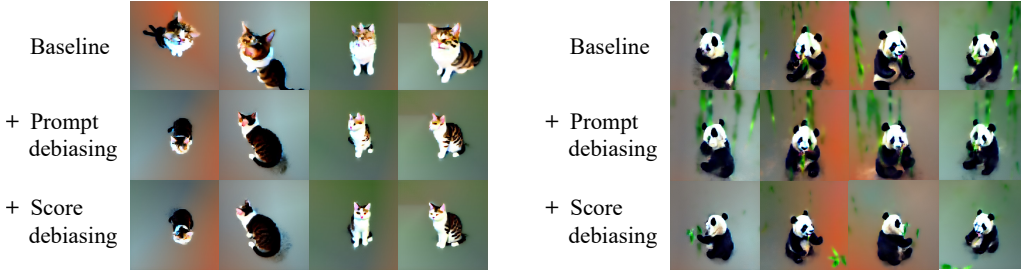 Baseline
+ Prompt
debiasing
+ Score
debiasing
Baseline
+ Prompt
debiasing
+ Score
debiasing